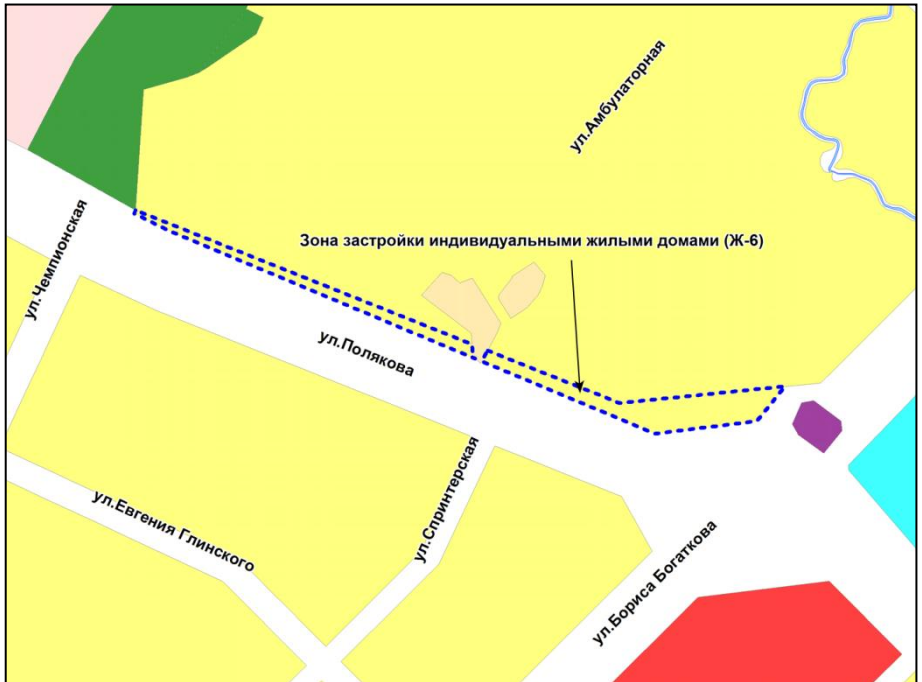 ул.Амбулаторная
ул.Чемпионская
Зона застройки индивидуальными жилыми домами (Ж-6)
ул.Полякова
ул.Спринтерская
ул.Евгения Глинского
ул.Бориса Богаткова